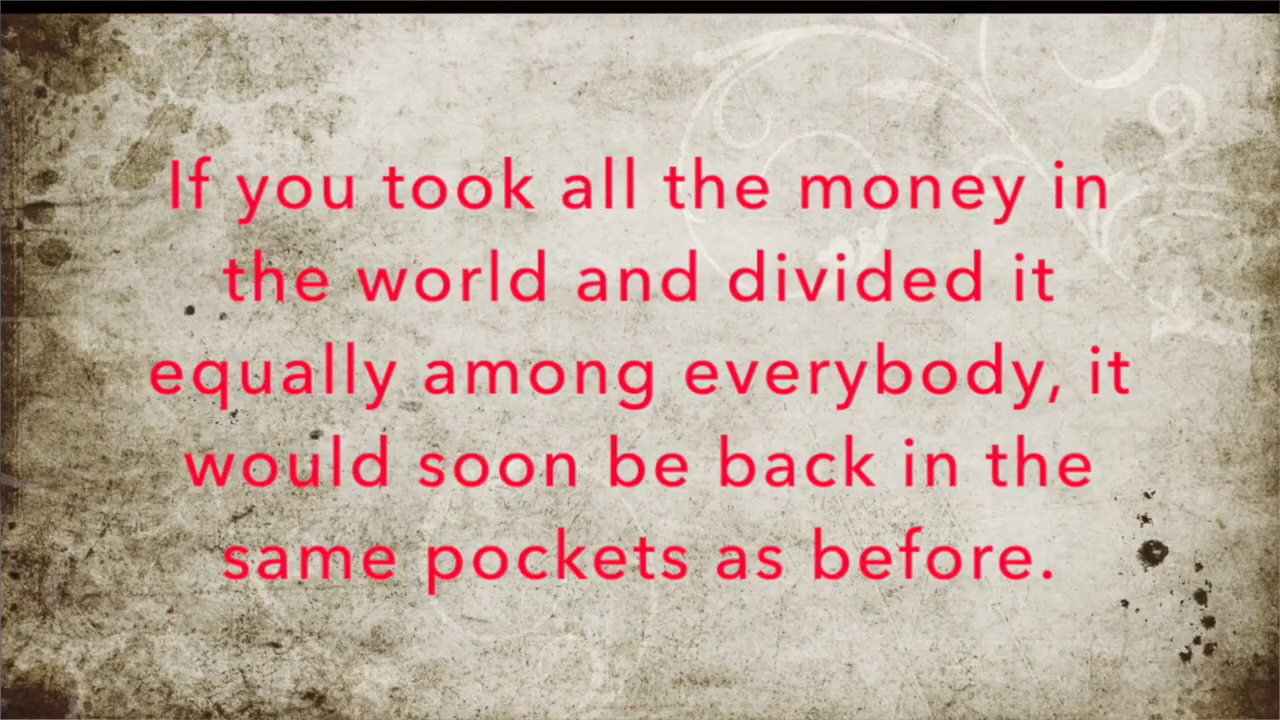 If you took all the money in
the world and divided it
equally among everybody, it
would soon be back in the
same pockets as before.